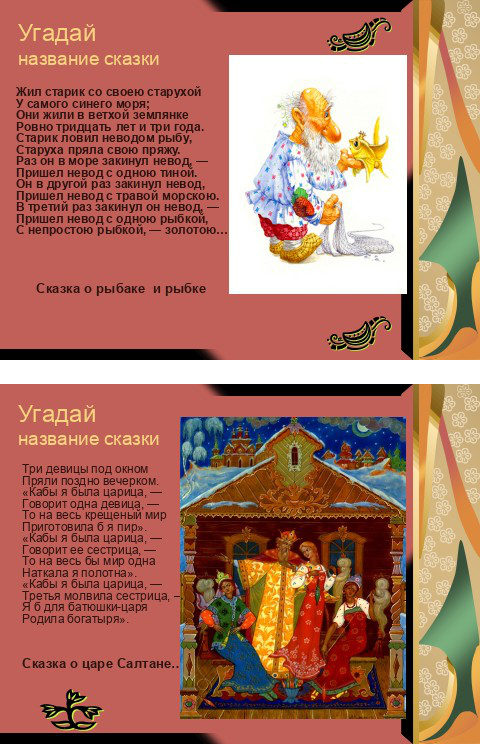 Угадай
название сказки
Жил старик со своею старухой
У самого синего моря;
Они жили в ветхой землянке
Ровно тридцать лет и три года.
Старик ловил неводом рыбу,
Старуха пряла свою пряжу.
Раз он в море закинул невод, —
Пришел невод с одною тиной.
Он в другой раз закинул невод,
Пришел невод с травой морскою.
В третий раз закинул он невод, —
Пришел невод с одною рыбкой,
С непростою рыбкой, — золотою...
Сказка о рыбаке и рыбке
Угадай
название сказки
Три девицы под окном
Пряли поздно вечерком.
«Кабы я была царица, —
Говорит одна девица, —
То на весь крещеный мир
Приготовила б я пир».
«Кабы я была царица, —
Говорит ее сестрица, —
То на весь бы мир одна
Наткала я полотна».
«Кабы я была царица, —
Третья молвила сестрица, —
Я б для батюшки-царя
Родила богатыря».
Сказка о царе Салтане..